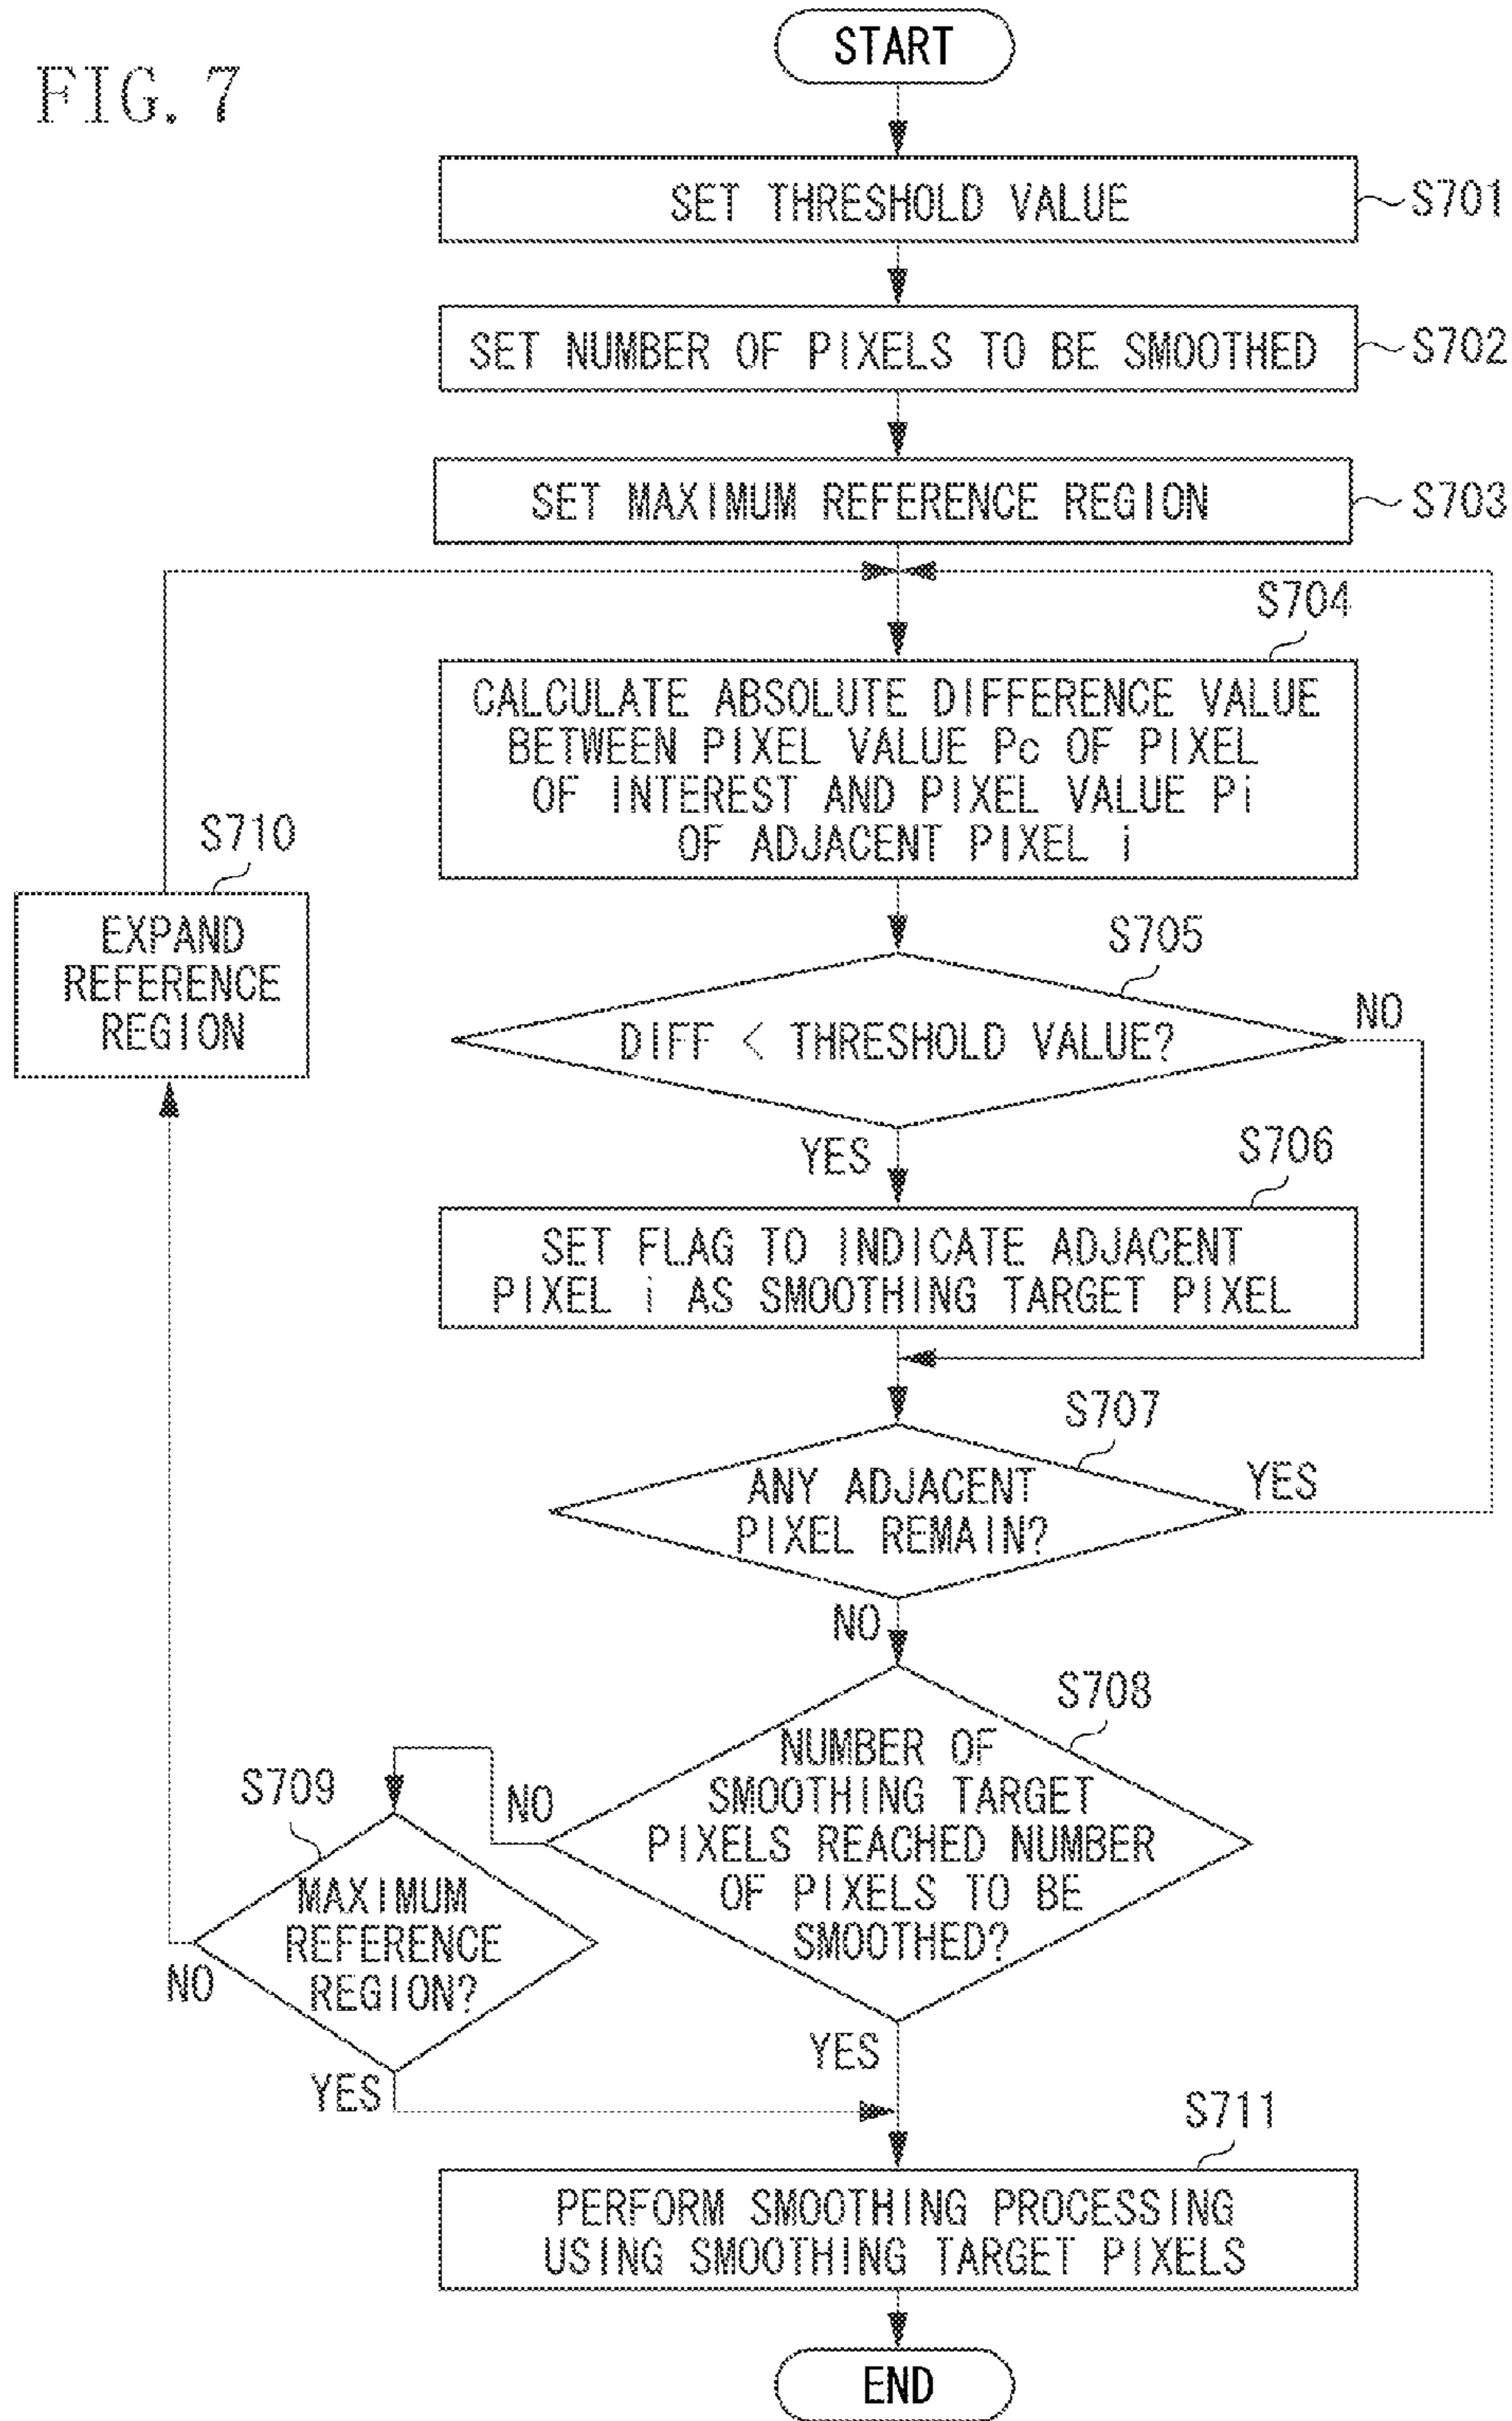 FIG. 7
START
SET THRESHOLD VALUE
S701
SET NUMBER OF PIXELS TO BE SMOOTHED
S702
SET MAXIMUM REFERENCE REGION
S703
S704
CALCULATE ABSOLUTE DIFFERENCE VALUE
BETWEEN PIXEL VALUE Pc OF PIXEL
OF INTEREST AND PIXEL VALUE Pi
OF ADJACENT PIXEL i
S710
EXPAND
REFERENCE
REGION
S705
DIFF < THRESHOLD VALUE?
NO
YES
S706
SET FLAG TO INDICATE ADJACENT
PIXEL i AS SMOOTHING TARGET PIXEL
S707
ANY ADJACENT
PIXEL REMAIN?
YES
NO
S708
NUMBER OF
SMOOTHING TARGET
PIXELS REACHED NUMBER
OF PIXELS TO BE
SMOOTHED?
NO
S709
MAXIMUM
REFERENCE
REGION?
NO
YES
YES
S711
PERFORM SMOOTHING PROCESSING
USING SMOOTHING TARGET PIXELS
END